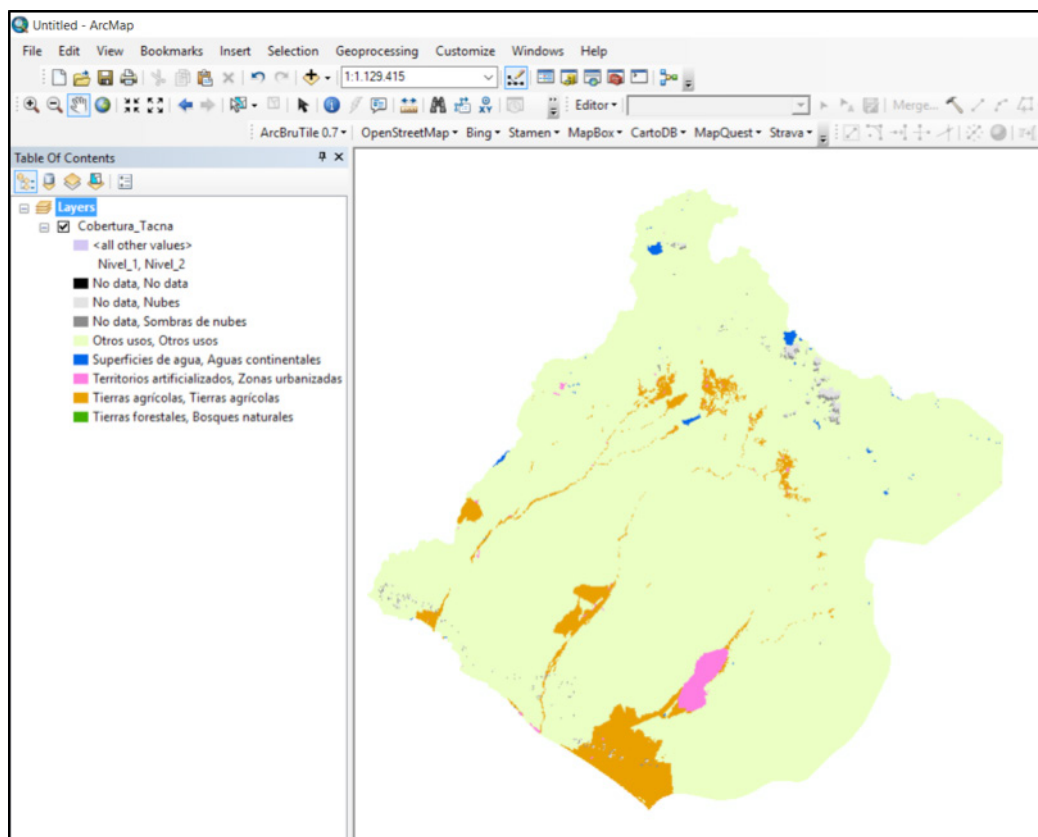 Untitled - ArcMap
File Edit View Bookmarks Insert Selection Geoprocessing Customize Windows Help
1:1.129.415
Editor Merge...
ArcBruTile 0.7 OpenStreetMap Bing Stamen MapBox CartoDB MapQuest Strava
Table Of Contents
Layers
Cobertura_Tacna
<all other values>
Nivel_1, Nivel_2
No data, No data
No data, Nubes
No data, Sombras de nubes
Otros usos, Otros usos
Superficies de agua, Aguas continentales
Territorios artificializados, Zonas urbanizadas
Tierras agrícolas, Tierras agrícolas
Tierras forestales, Bosques naturales